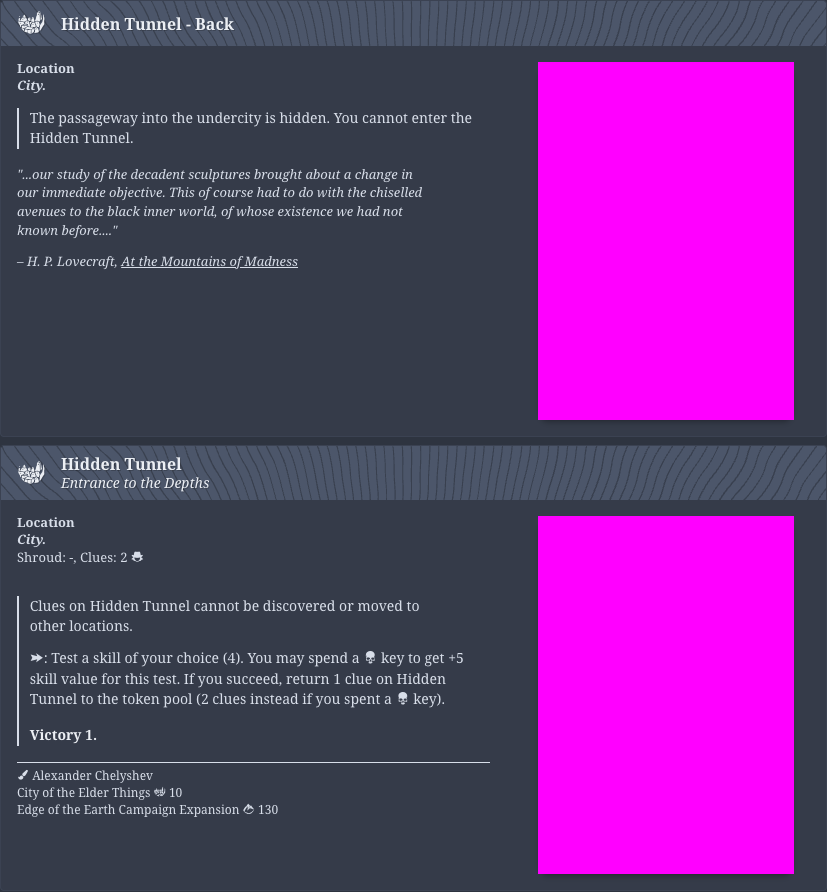 Hidden Tunnel - Back
Location
City.
The passageway into the undercity is hidden. You cannot enter the
Hidden Tunnel.
"...our study of the decadent sculptures brought about a change in
our immediate objective. This of course had to do with the chiselled
avenues to the black inner world, of whose existence we had not
known before...."
– H. P. Lovecraft, At the Mountains of Madness
Hidden Tunnel
Entrance to the Depths
Location
City.
Shroud: -, Clues: 2
Clues on Hidden Tunnel cannot be discovered or moved to
other locations.
: Test a skill of your choice (4). You may spend a key to get +5
skill value for this test. If you succeed, return 1 clue on Hidden
Tunnel to the token pool (2 clues instead if you spent a key).
Victory 1.
Alexander Chelyshev
City of the Elder Things 10
Edge of the Earth Campaign Expansion 130